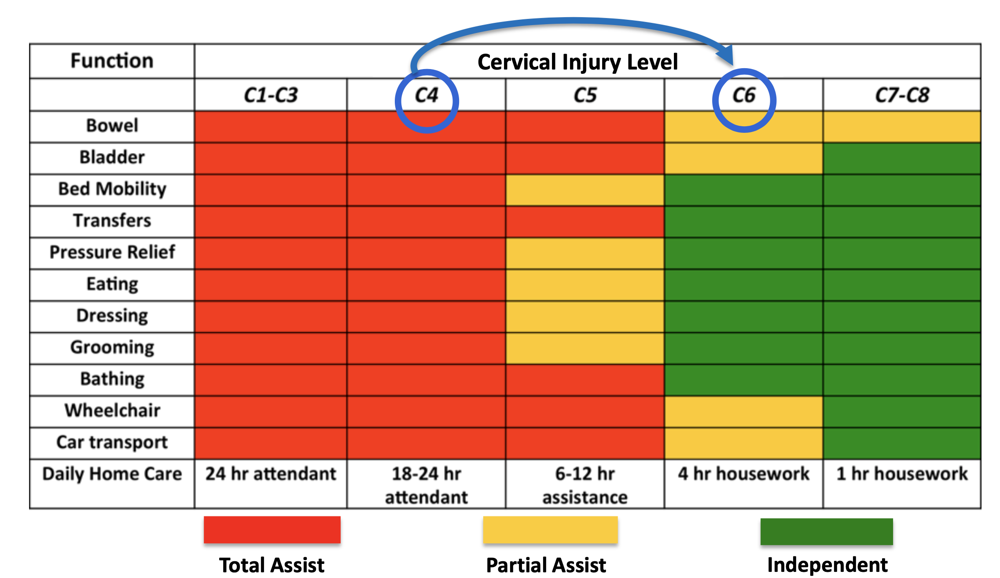 Function
Cervical Injury Level
C1-C3
C4
C5
C6
C7-C8
Bowel
Bladder
Bed Mobility
Transfers
Pressure Relief
Eating
Dressing
Grooming
Bathing
Wheelchair
Car transport
Daily Home Care
24 hr attendant
18-24 hr
attendant
6-12 hr
assistance
4 hr housework
1 hr housework
Total Assist
Partial Assist
Independent